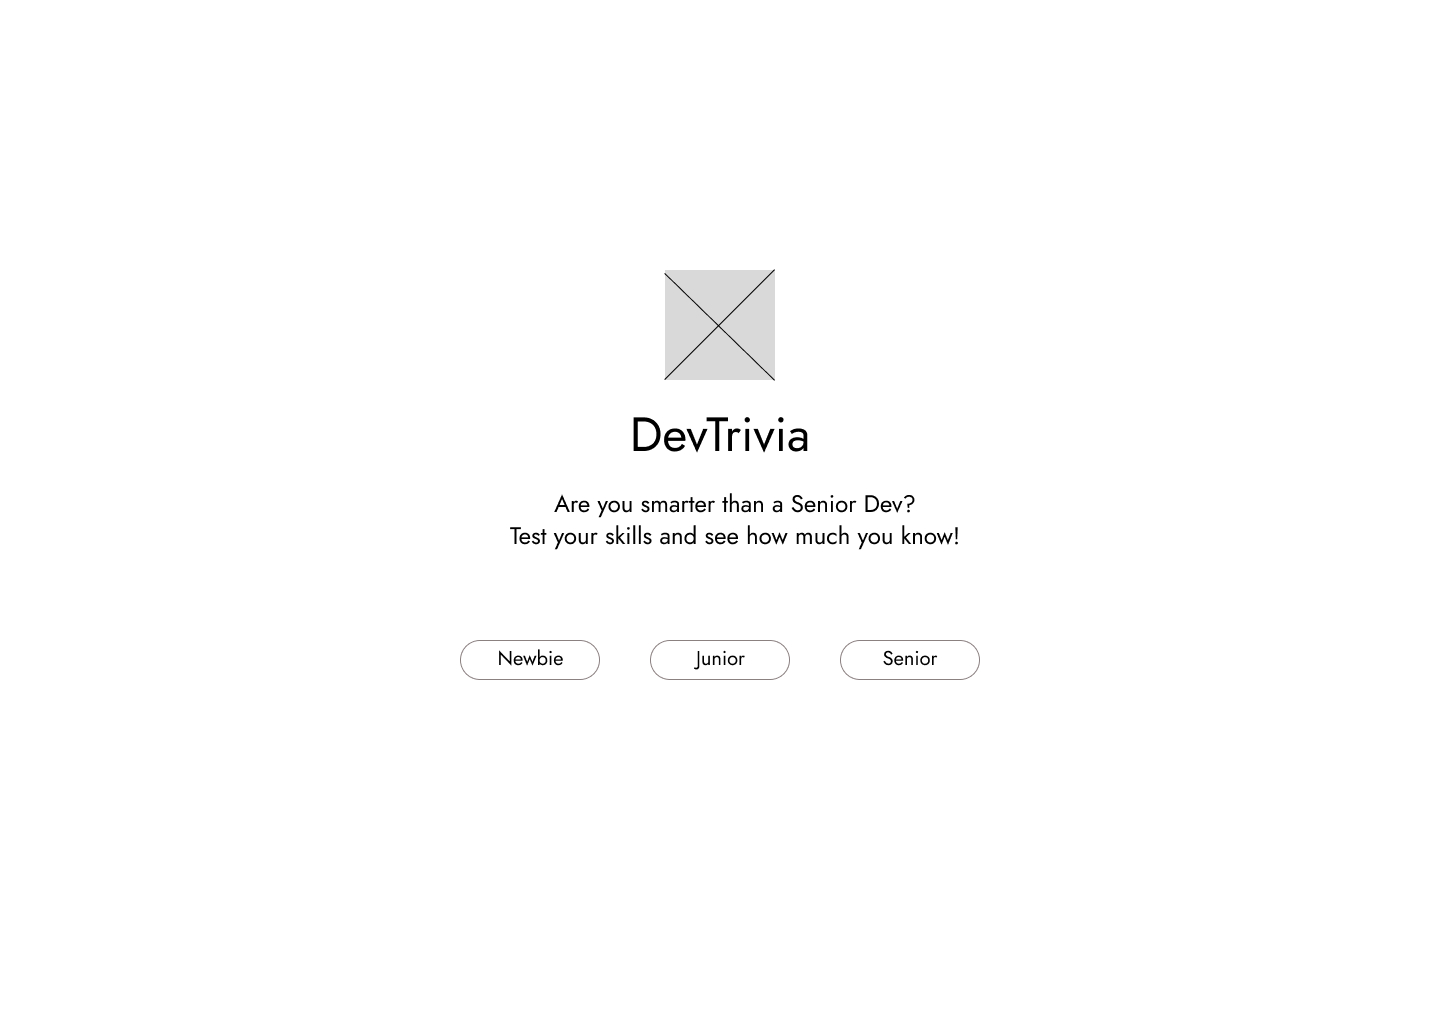 DevTrivia
Are you smarter than a Senior Dev?
Test your skills and see how much you know!
Newbie
Junior
Senior